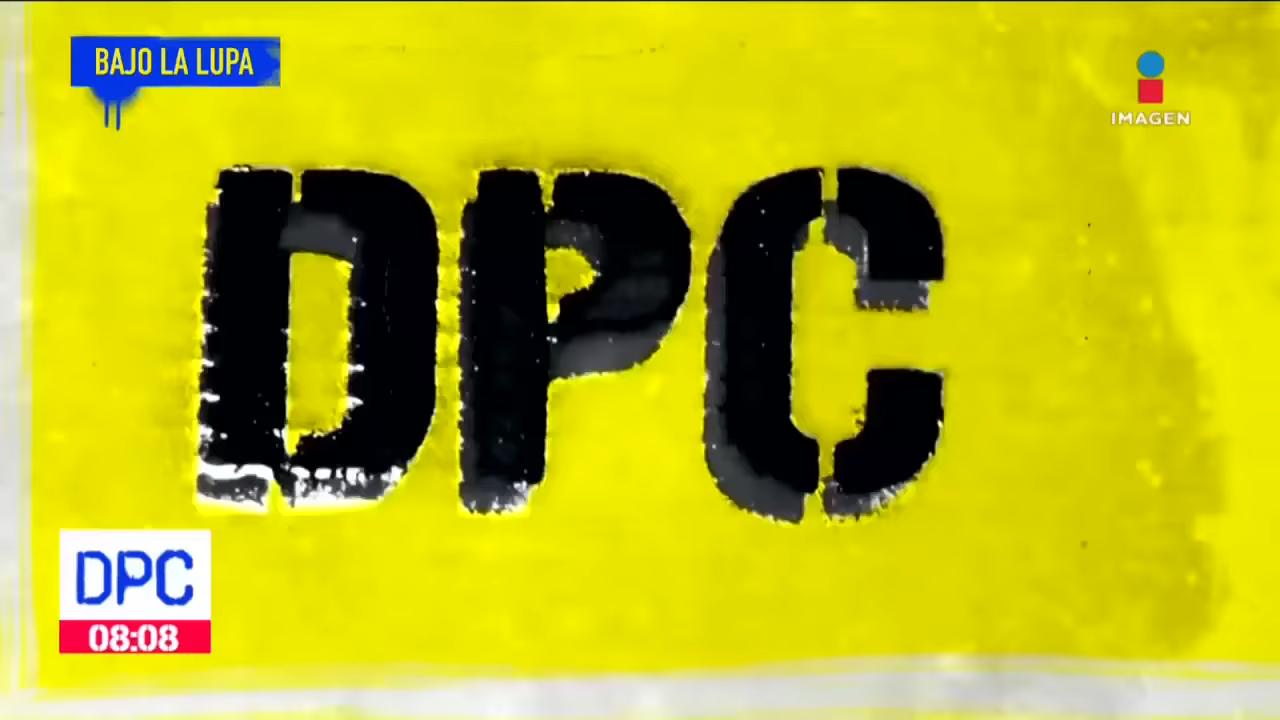 BAJO LA LUPA
IMAGEN
DPC
DPC
08:08